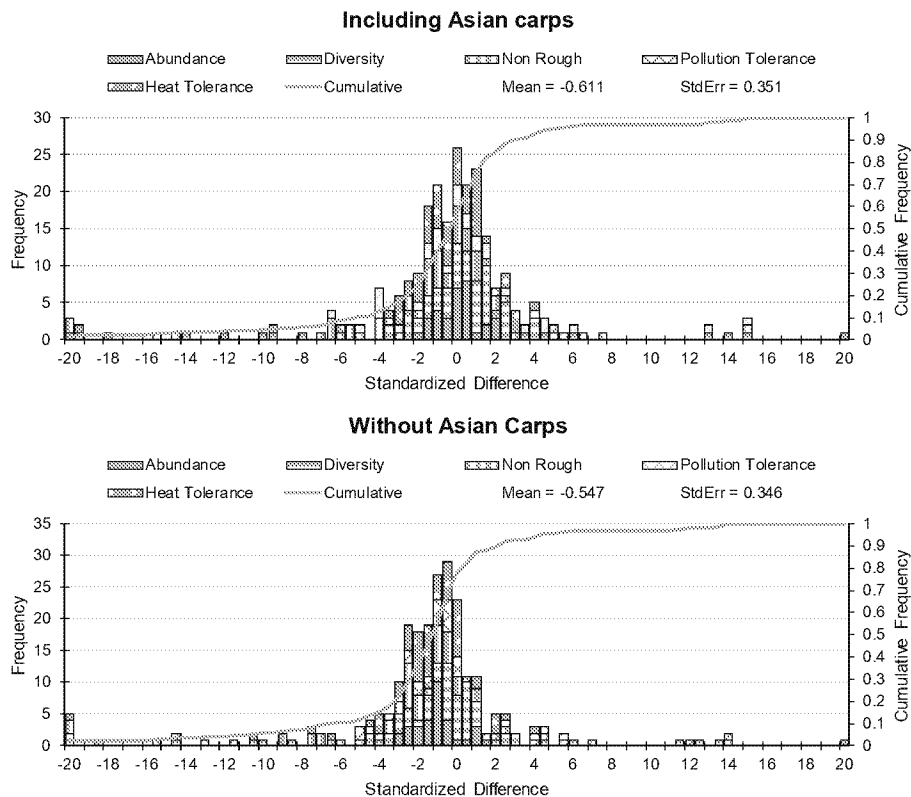 Including Asian carps
Abundance Diversity Non Rough Pollution Tolerance
Heat Tolerance Cumulative Mean = -0.611 StdErr = 0.351
30 1
0.9
25 0.8
0.7
20 0.6
15 0.5
0.4
10 0.3
5 0.2
0.1
0 0
Frequency
Cumulative Frequency
-20 -18 -16 -14 -12 -10 -8 -6 -4 -2 0 2 4 6 8 10 12 14 16 18 20
Standardized Difference
Without Asian Carps
Abundance Diversity Non Rough Pollution Tolerance
Heat Tolerance Cumulative Mean = -0.547 StdErr = 0.346
35 1
0.9
30 0.8
25 0.7
20 0.6
0.5
15 0.4
10 0.3
0.2
5 0.1
0 0
Frequency
Cumulative Frequency
-20 -18 -16 -14 -12 -10 -8 -6 -4 -2 0 2 4 6 8 10 12 14 16 18 20
Standardized Difference